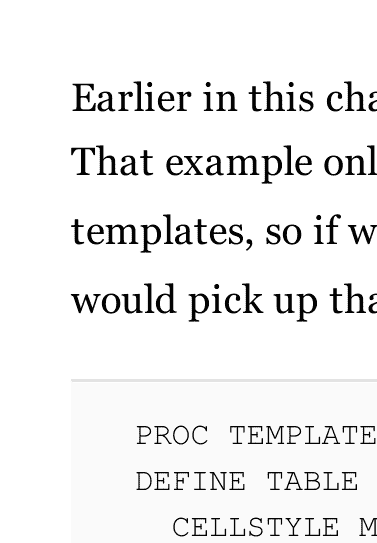 Earlier in this cha
That example onl
templates, so if w
would pick up tha
PROC TEMPLATE
DEFINE TABLE
CELLSTYLE M